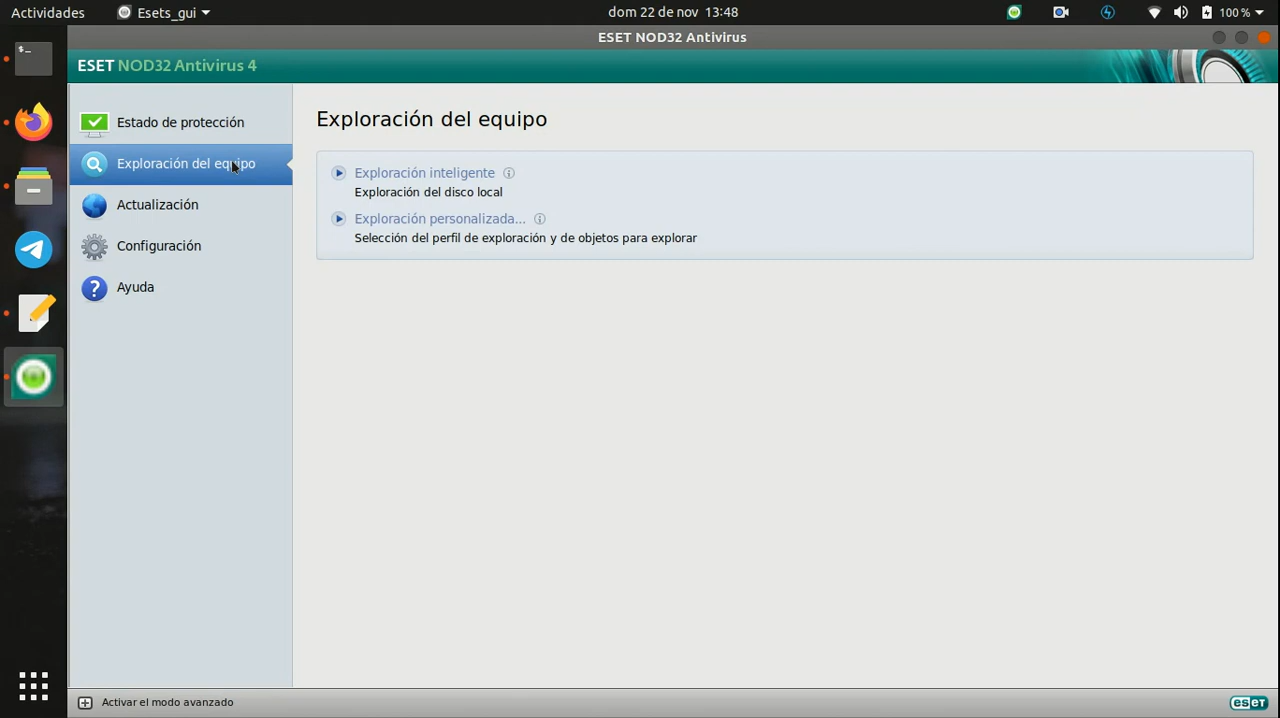 Actividades
Esets_gui
dom 22 de nov 13:48
100 %
ESET NOD32 Antivirus
ESET NOD32 Antivirus 4
Estado de protección
Exploración del equipo
Actualización
Configuración
Ayuda
Exploración del equipo
Exploración inteligente
Exploración del disco local
Exploración personalizada...
Selección del perfil de exploración y de objetos para explorar
Activar el modo avanzado
eseT